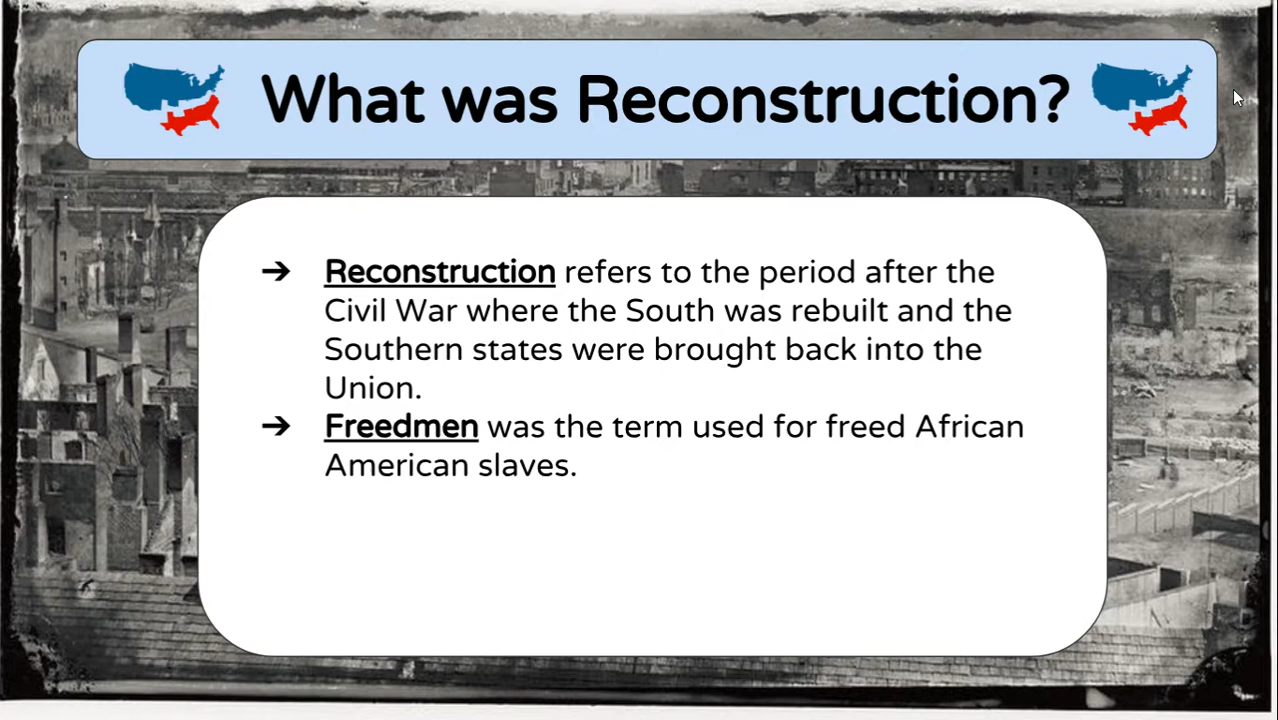 What was Reconstruction?
➔ Reconstruction refers to the period after the
Civil War where the South was rebuilt and the
Southern states were brought back into the
Union.
➔ Freedmen was the term used for freed African
American slaves.